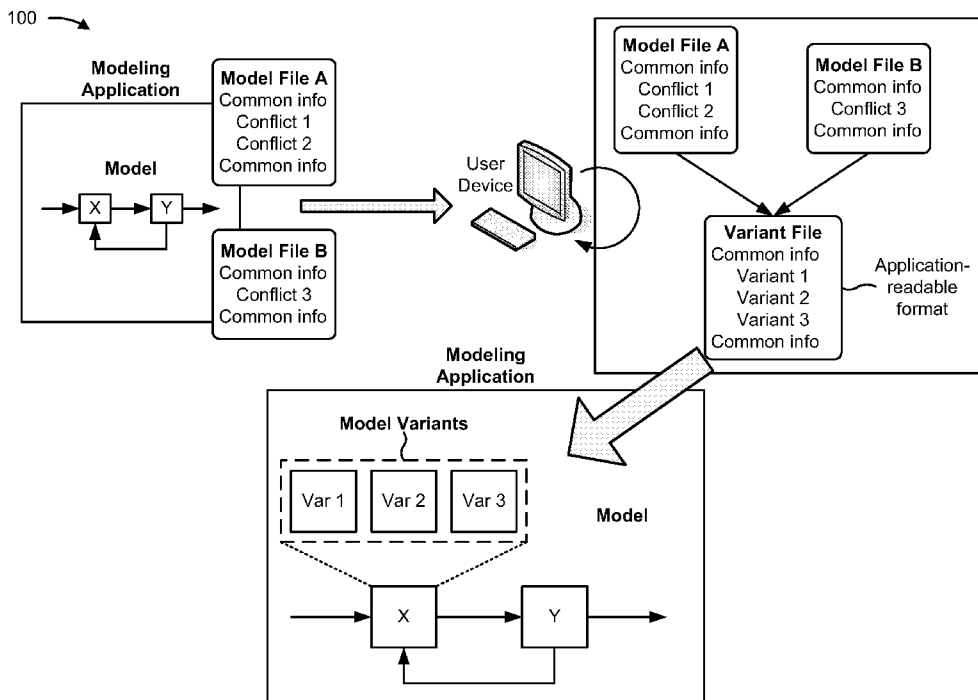 100
Modeling
Application
Model File A
Common info
Conflict 1
Conflict 2
Common info
Model
X
Y
Model File B
Common info
Conflict 3
Common info
User
Device
Model File A
Common info
Conflict 1
Conflict 2
Common info
Model File B
Common info
Conflict 3
Common info
Variant File
Common info
Variant 1
Variant 2
Variant 3
Common info
Application-
readable
format
Modeling
Application
Model Variants
Var 1
Var 2
Var 3
Model
X
Y